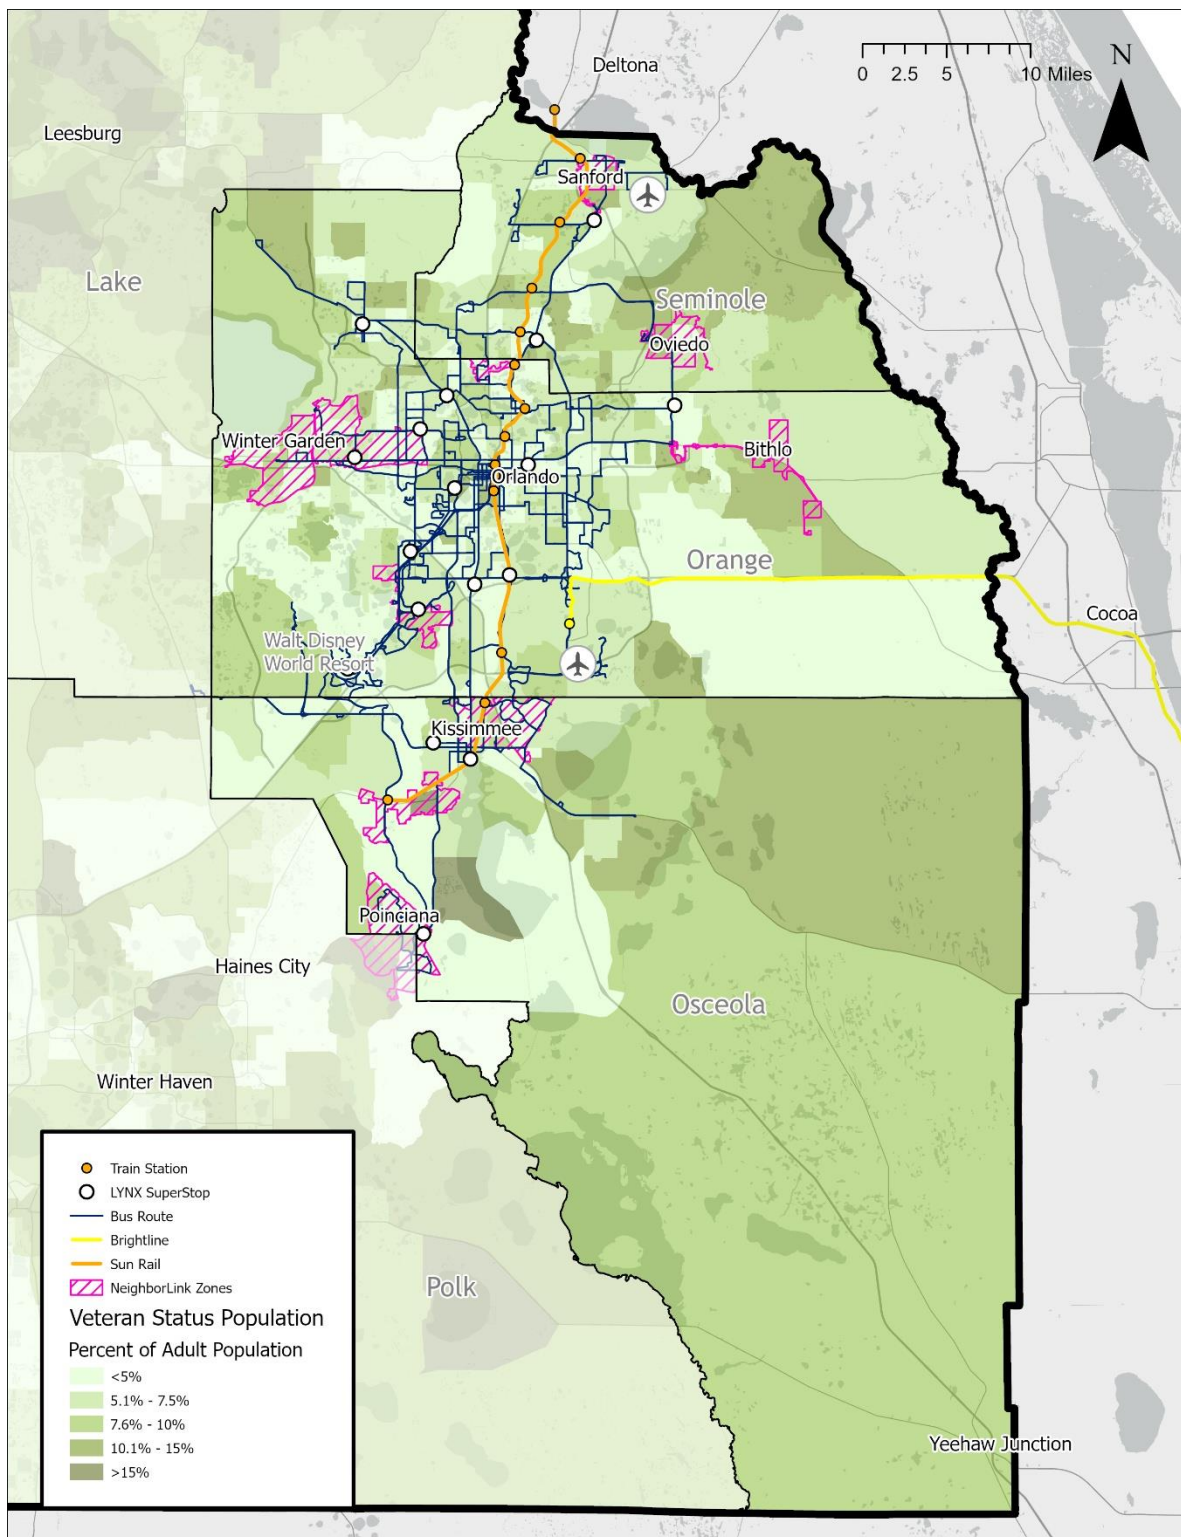 Deltona
0 2.5 5 10 Miles
N
Leesburg
Sanford
Lake
Seminole
Oviedo
Winter Garden
Bithlo
Orlando
Orange
Cocoa
Walt Disney
World Resort
Kissimmee
Poinciana
Haines City
Osceola
Winter Haven
Polk
Yeehaw Junction
Train Station
LYNX SuperStop
Bus Route
Brightline
Sun Rail
NeighborLink Zones
Veteran Status Population
Percent of Adult Population
<5%
5.1% - 7.5%
7.6% - 10%
10.1% - 15%
>15%